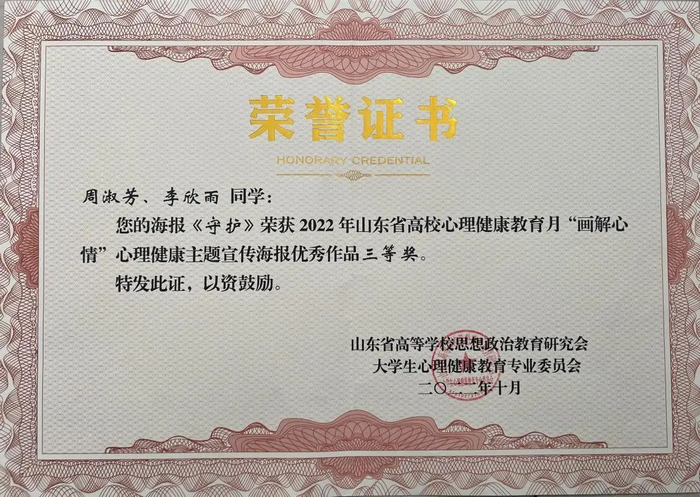 荣誉证书
HONORARY CREDENTIAL
周淑芳、李欣雨 同学：
您的海报《守护》荣获 2022 年山东省高校心理健康教育月“画解心
情”心理健康主题宣传海报优秀作品三等奖。
特发此证，以资鼓励。
山东省高等学校思想政治教育研究会
大学生心理健康教育专业委员会
二〇二二年十月